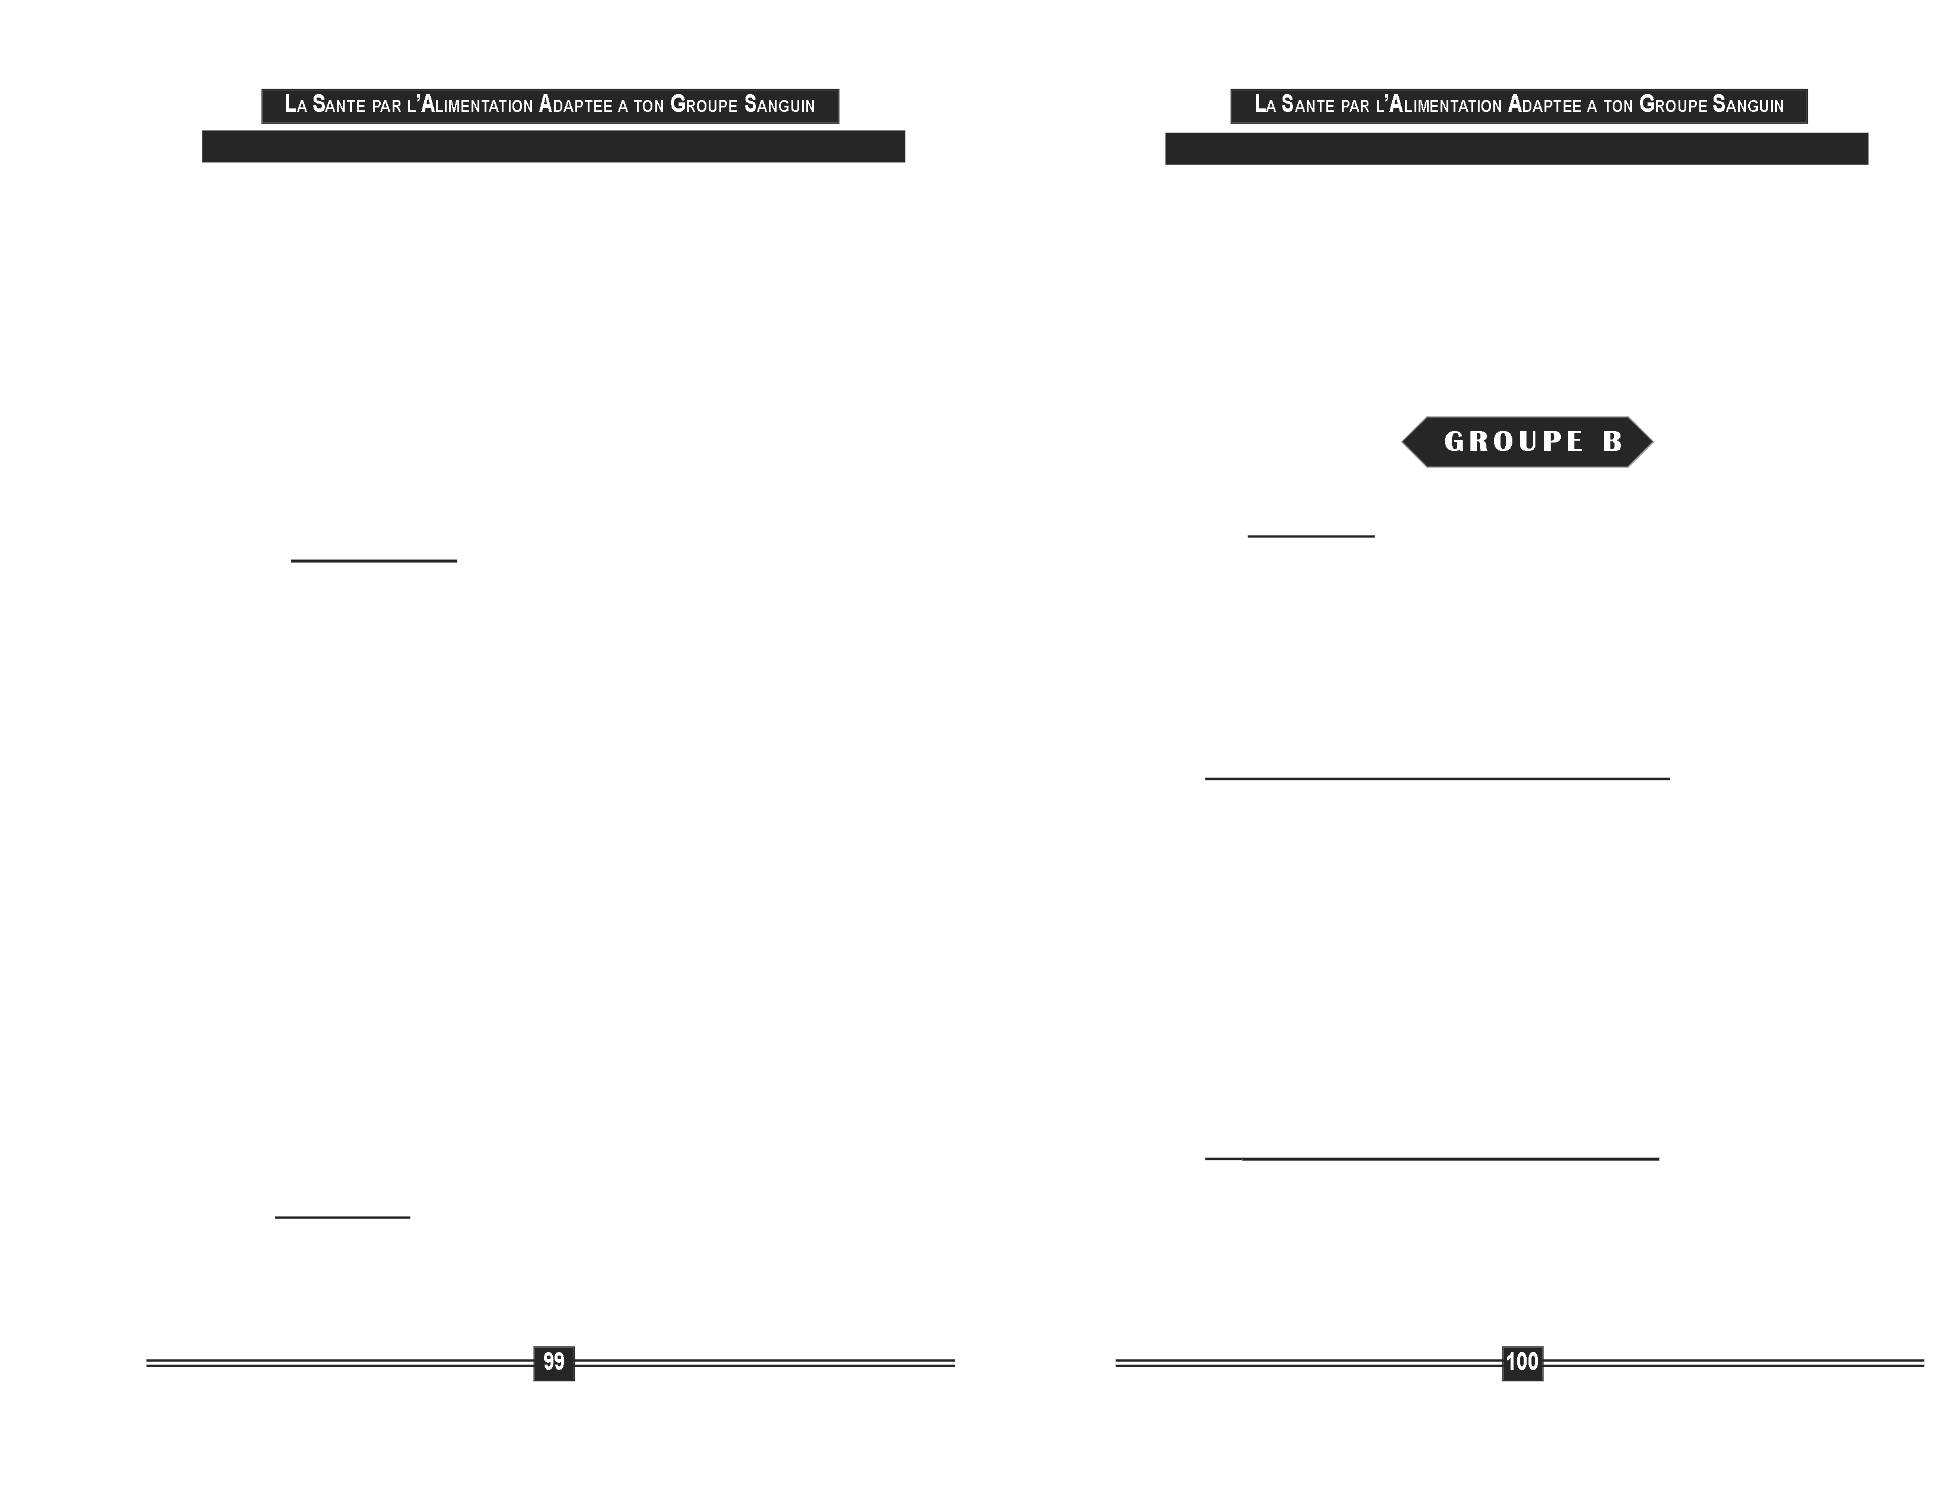 LA SANTE PAR L'ALIMENTATION ADAPTEE A TON GROUPE SANGUIN
99
LA SANTE PAR L'ALIMENTATION ADAPTEE A TON GROUPE SANGUIN
GROUPE B
100